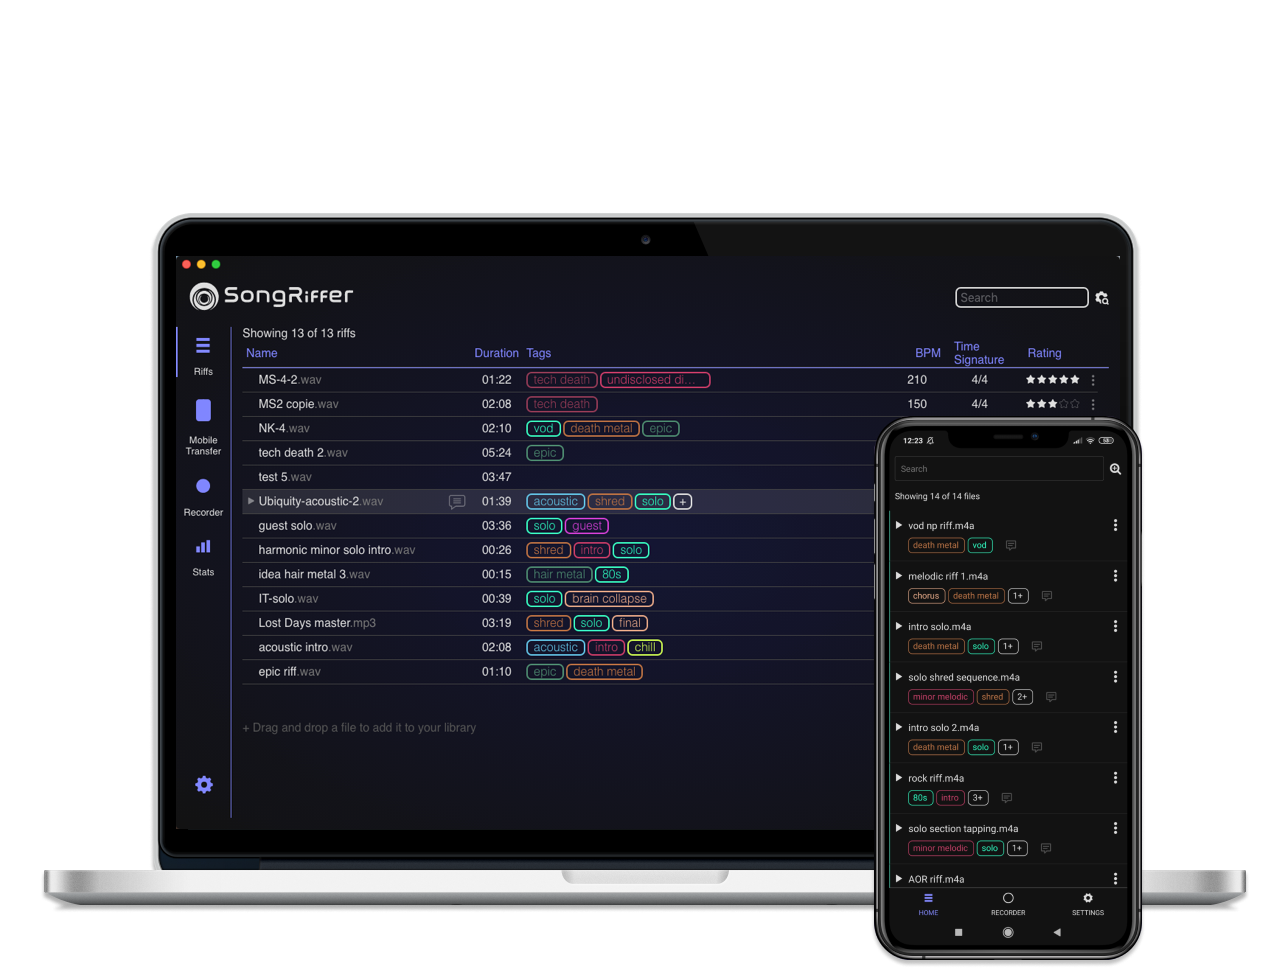 SongRiffer
Search
Showing 13 of 13 riffs
Name Duration Tags BPM Time Signature Rating
Riffs
Mobile Transfer
Recorder
Stats
MS-4-2.wav 01:22 tech death undisclosed di... 210 4/4
MS2 copie.wav 02:08 tech death 150 4/4
NK-4.wav 02:10 vod death metal epic
tech death 2.wav 05:24 epic
test 5.wav 03:47
Ubiquity-acoustic-2.wav 01:39 acoustic shred solo +
guest solo.wav 03:36 solo guest
harmonic minor solo intro.wav 00:26 shred intro solo
idea hair metal 3.wav 00:15 hair metal 80s
IT-solo.wav 00:39 solo brain collapse
Lost Days master.mp3 03:19 shred solo final
acoustic intro.wav 02:08 acoustic intro chill
epic riff.wav 01:10 epic death metal
+ Drag and drop a file to add it to your library
12:23
Search
Showing 14 of 14 files
vod np riff.m4a
death metal vod
melodic riff 1.m4a
chorus death metal 1+
intro solo.m4a
death metal solo 1+
solo shred sequence.m4a
minor melodic shred 2+
intro solo 2.m4a
death metal solo 1+
rock riff.m4a
80s intro 3+
solo section tapping.m4a
minor melodic solo 1+
AOR riff.m4a
HOME RECORDER SETTINGS